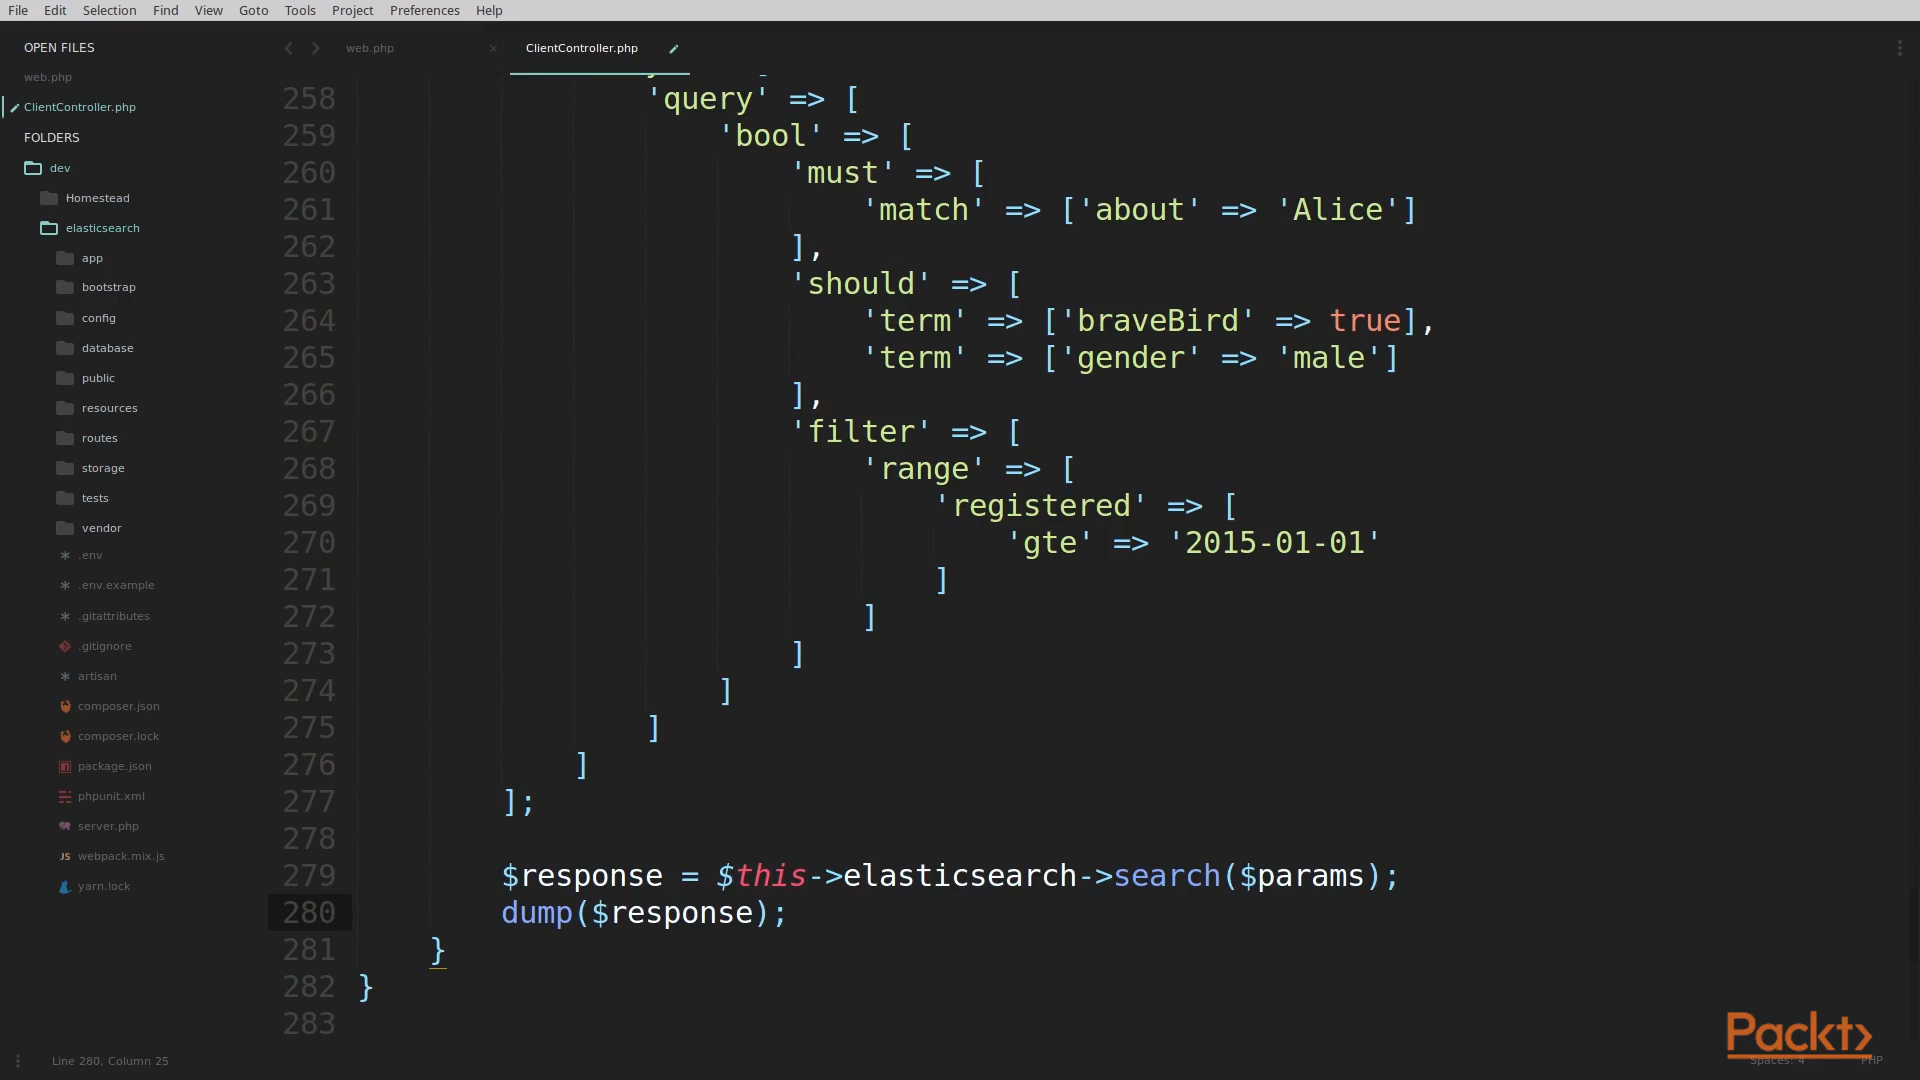 File Edit Selection Find View Goto Tools Project Preferences Help
OPEN FILES
web.php
ClientController.php
FOLDERS
dev
Homestead
elasticsearch
app
bootstrap
config
database
public
resources
routes
storage
tests
vendor
.env
.env.example
.gitattributes
.gitignore
artisan
composer.json
composer.lock
package.json
phpunit.xml
server.php
JS webpack.mix.js
yarn.lock
web.php × ClientController.php
258 'query' => [
259 'bool' => [
260 'must' => [
261 'match' => ['about' => 'Alice']
262 ],
263 'should' => [
264 'term' => ['braveBird' => true],
265 'term' => ['gender' => 'male']
266 ],
267 'filter' => [
268 'range' => [
269 'registered' => [
270 'gte' => '2015-01-01'
271 ]
272 ]
273 ]
274 ]
275 ]
276 ]
277 ];
278
279 $response = $this->elasticsearch->search($params);
280 dump($response);
281 }
282 }
283
Packt>
Line 280, Column 25 Spaces: 4 PHP